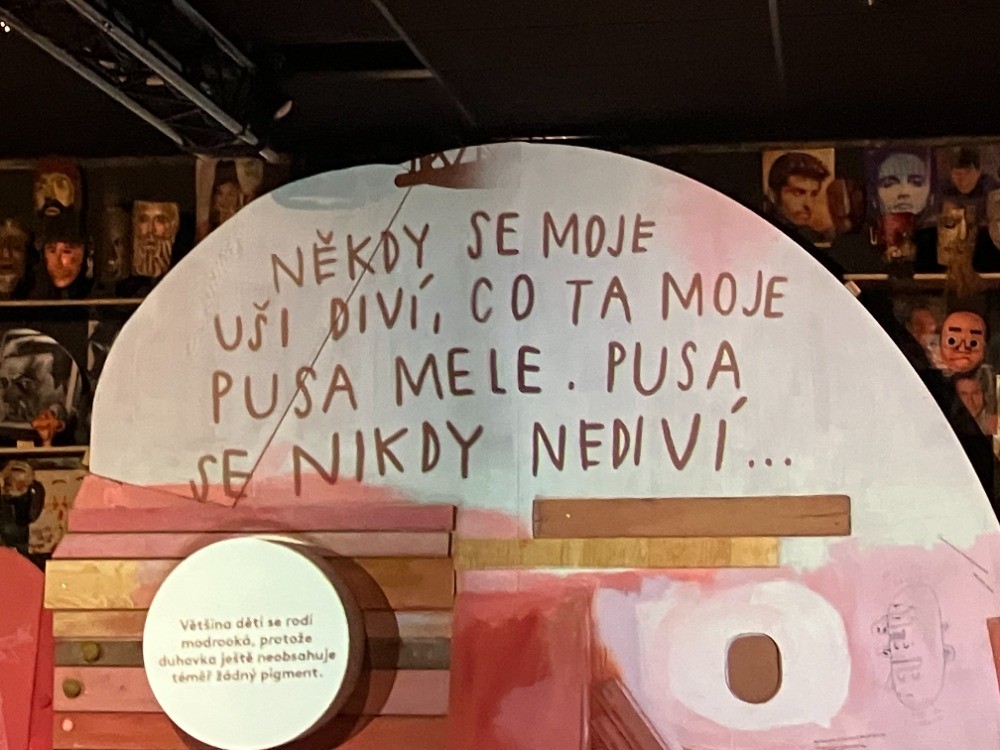 NĚKDY SE MOJE
UŠI DIVÍ, CO TA MOJE
PUSA MELE. PUSA
SE NIKDY NEDIVÍ...
Většina dětí se rodí
modrooká, protože
duhovka ještě neobsahuje
téměř žádný pigment.